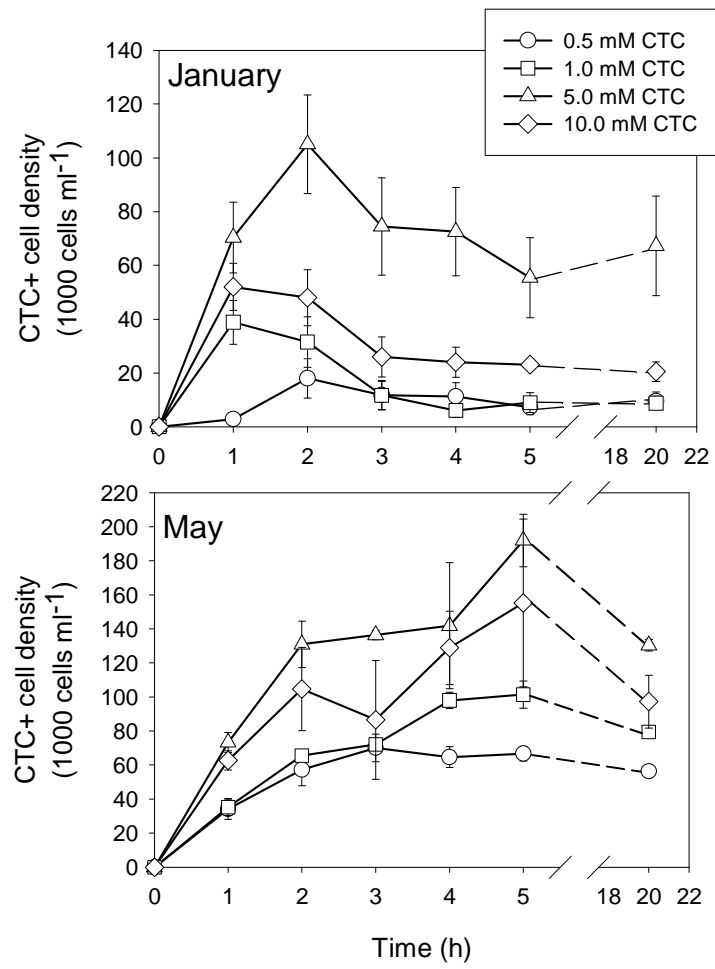 0.5 mM CTC
1.0 mM CTC
5.0 mM CTC
10.0 mM CTC
January
CTC+ cell density
(1000 cells ml⁻¹)
140
120
100
80
60
40
20
0
0 1 2 3 4 5 18 20 22
May
CTC+ cell density
(1000 cells ml⁻¹)
220
200
180
160
140
120
100
80
60
40
20
0
0 1 2 3 4 5 18 20 22
Time (h)